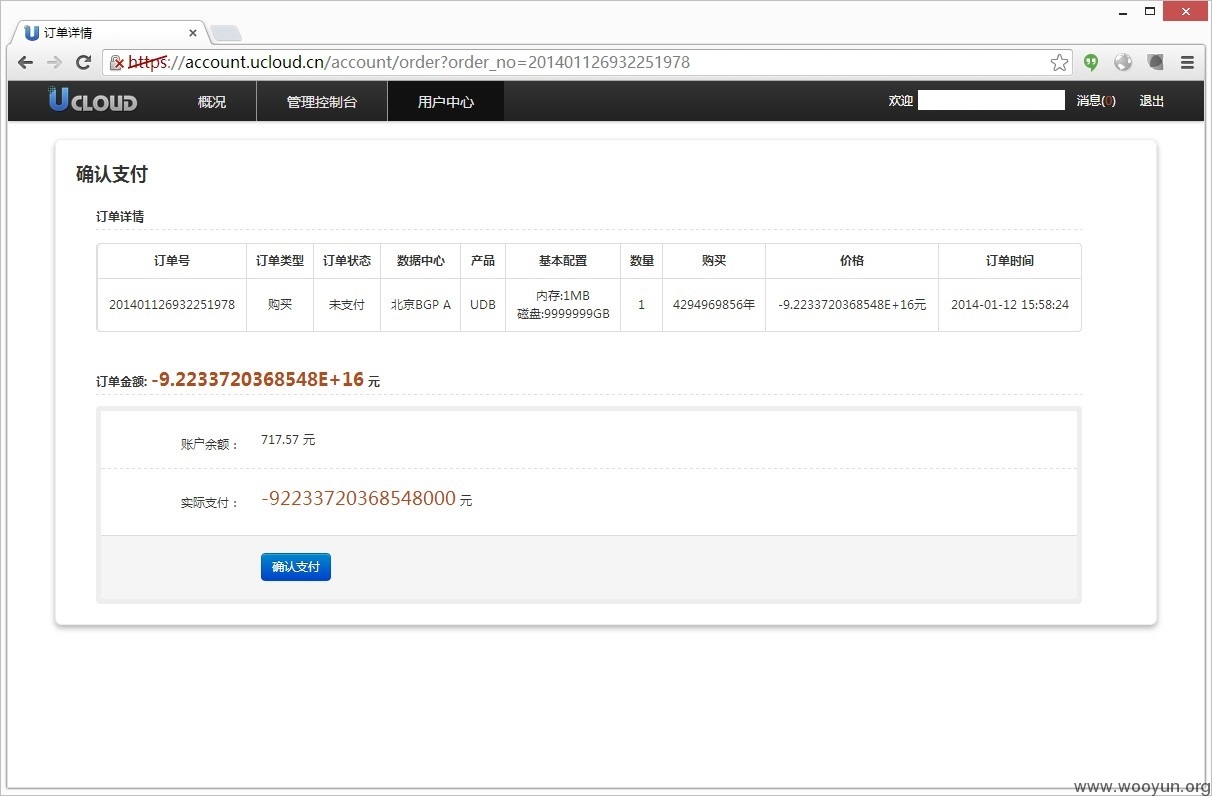 订单详情
https://account.ucloud.cn/account/order?order_no=201401126932251978
UCLOUD 概况 管理控制台 用户中心 欢迎 消息(0) 退出
确认支付
订单详情
订单号 订单类型 订单状态 数据中心 产品 基本配置 数量 购买 价格 订单时间
201401126932251978 购买 未支付 北京BGP A UDB 内存:1MB 1 4294969856年 -9.2233720368548E+16元 2014-01-12 15:58:24
磁盘:9999999GB
订单金额: -9.2233720368548E+16 元
账户余额： 717.57 元
实际支付： -92233720368548000 元
确认支付
www.wooyun.org